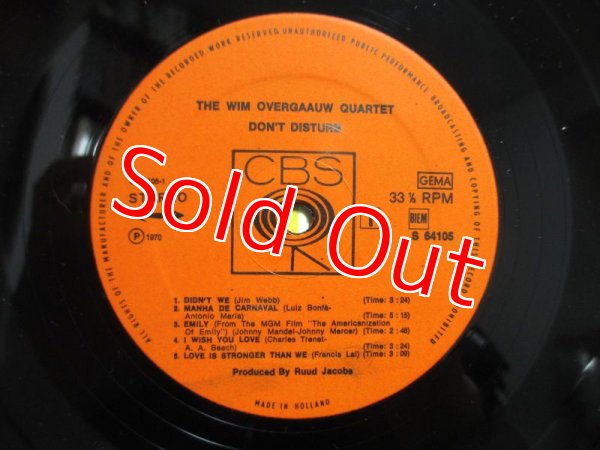 ALL RIGHTS OF THE MANUFACTURER AND OF THE OWNER OF THE RECORDED WORK RESERVED. UNAUTHORIZED PUBLIC PERFORMANCE BROADCASTING AND COPYING OF THIS RECORD PROHIBITED
THE WIM OVERGAAUW QUARTET
DON'T DISTURB
CBS
GEMA
33 ⅓ RPM
STEREO
BIEM
S 64105
P 1970
Sold Out
1. DIDN'T WE (Jim Webb) (Time: 3:24)
2. MANHA DE CARNAVAL (Luiz Bonfá-
Antonio Maria) (Time: 5:15)
3. EMILY (From The MGM Film "The Americanization
Of Emily") (Johnny Mandel-Johnny Mercer) (Time: 2:46)
4. I WISH YOU LOVE (Charles Trenet-
A. A. Beach) (Time: 3:24)
5. LOVE IS STRONGER THAN WE (Francis Lai) (Time: 3:09)
Produced By Ruud Jacobs
MADE IN HOLLAND